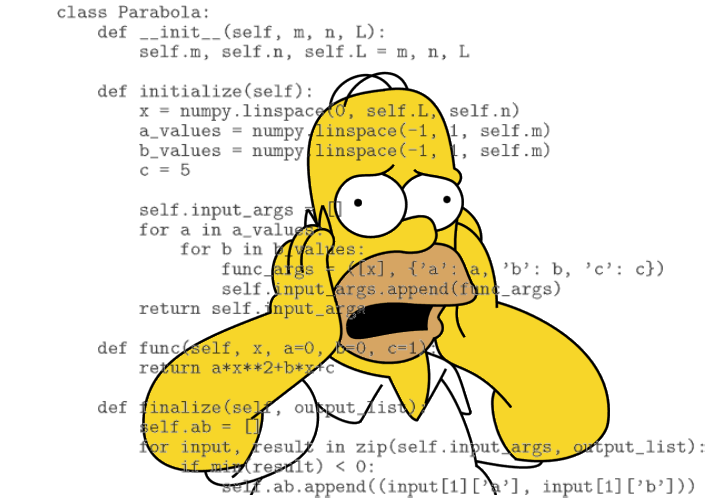 class Parabola:
    def __init__(self, m, n, L):
        self.m, self.n, self.L = m, n, L
    def initialize(self):
        x = numpy.linspace(0, self.L, self.n)
        a_values = numpy.linspace(-1, 1, self.m)
        b_values = numpy.linspace(-1, 1, self.m)
        c = 5
        self.input_args = []
        for a in a_values:
            for b in b_values:
                func_args = ([x], {'a': a, 'b': b, 'c': c})
                self.input_args.append(func_args)
        return self.input_args
    def func(self, x, a=0, b=0, c=1):
        return a*x**2+b*x+c
    def finalize(self, output_list):
        self.ab = []
        for input, result in zip(self.input_args, output_list):
            if min(result) < 0:
                self.ab.append((input[1]['a'], input[1]['b']))